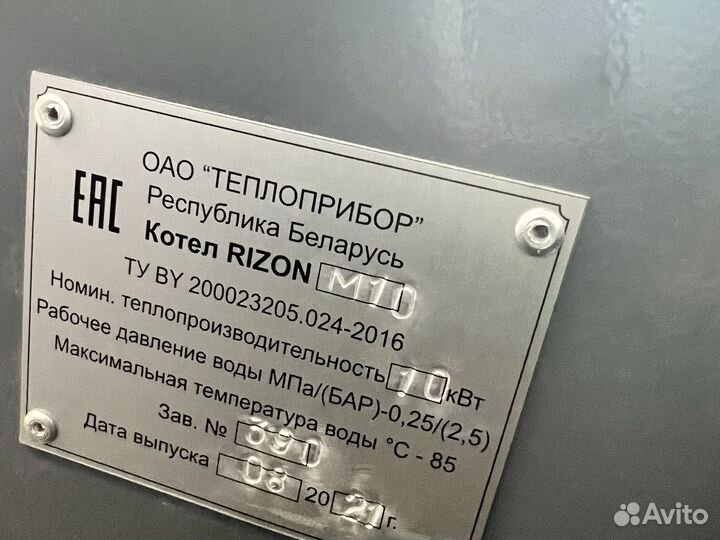 ОАО “ТЕПЛОПРИБОР”
Республика Беларусь
EAC
Котел RIZON M10
ТУ BY 200023205.024-2016
Номин. теплопроизводительность 10 кВт
Рабочее давление воды МПа/(БАР)-0,25/(2,5)
Максимальная температура воды °С - 85
Зав. № 390
Дата выпуска 08 2021 г.
Avito